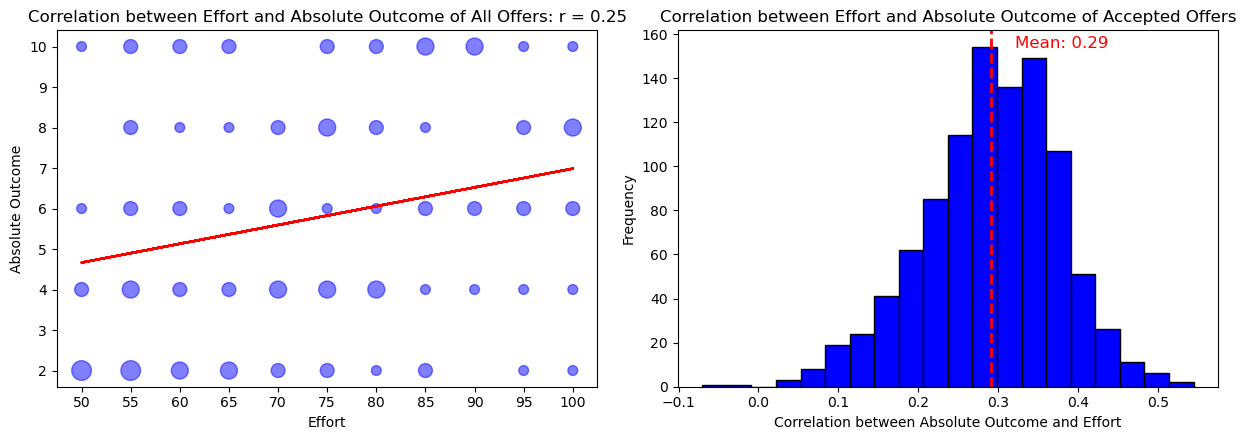 Correlation between Effort and Absolute Outcome of All Offers: r = 0.25
10
9
8
7
6
5
4
3
2
Absolute Outcome
50 55 60 65 70 75 80 85 90 95 100
Effort
Correlation between Effort and Absolute Outcome of Accepted Offers
Mean: 0.29
160
140
120
100
80
60
40
20
0
Frequency
−0.1 0.0 0.1 0.2 0.3 0.4 0.5
Correlation between Absolute Outcome and Effort